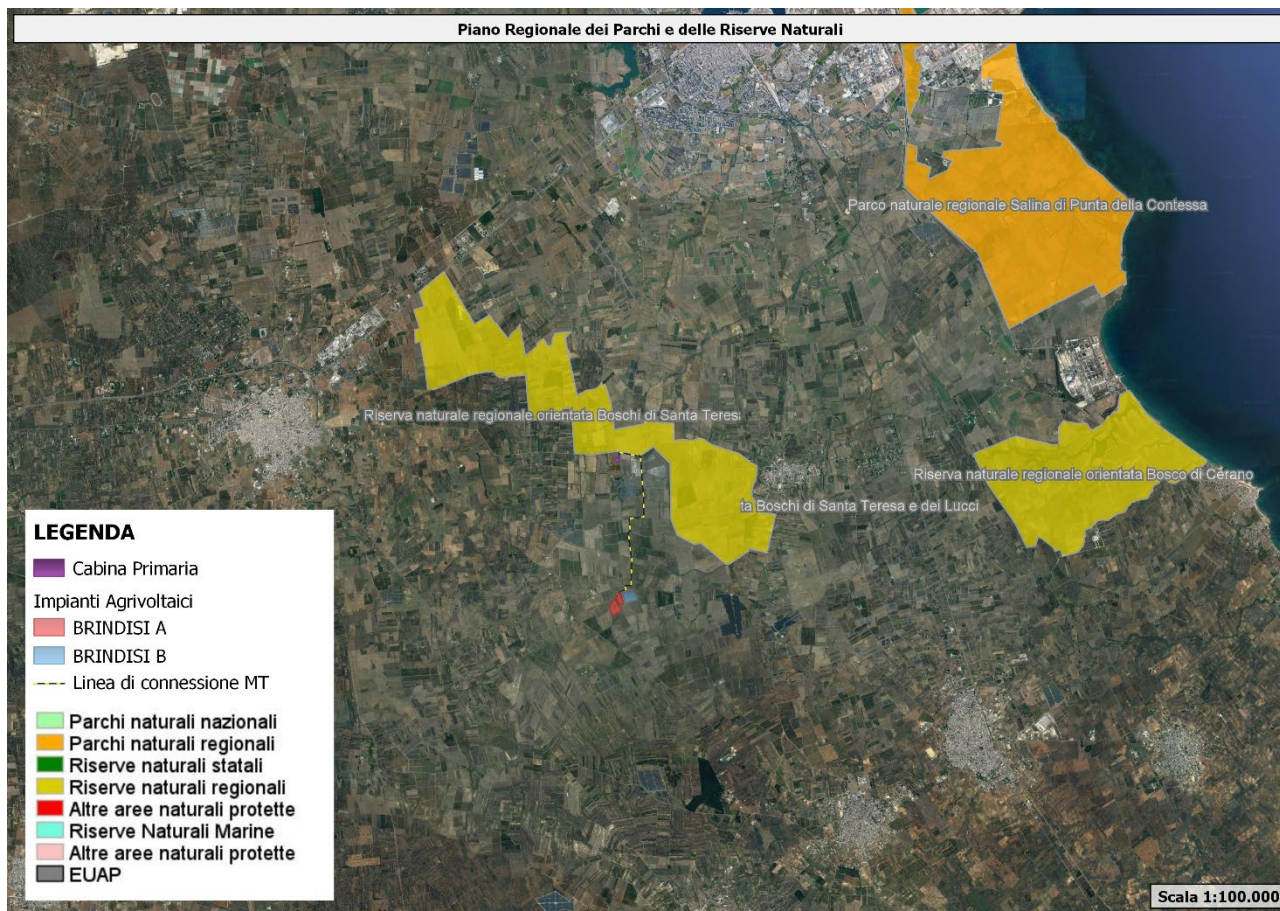 Piano Regionale dei Parchi e delle Riserve Naturali
Parco naturale regionale Salina di Punta della Contessa
Riserva naturale regionale orientata Boschi di Santa Teres
Riserva naturale regionale orientata Bosco di Cerano
ta Boschi di Santa Teresa e dei Lucci
LEGENDA
Cabina Primaria
Impianti Agrivoltaici
BRINDISI A
BRINDISI B
Linea di connessione MT
Parchi naturali nazionali
Parchi naturali regionali
Riserve naturali statali
Riserve naturali regionali
Altre aree naturali protette
Riserve Naturali Marine
Altre aree naturali protette
EUAP
Scala 1:100.000